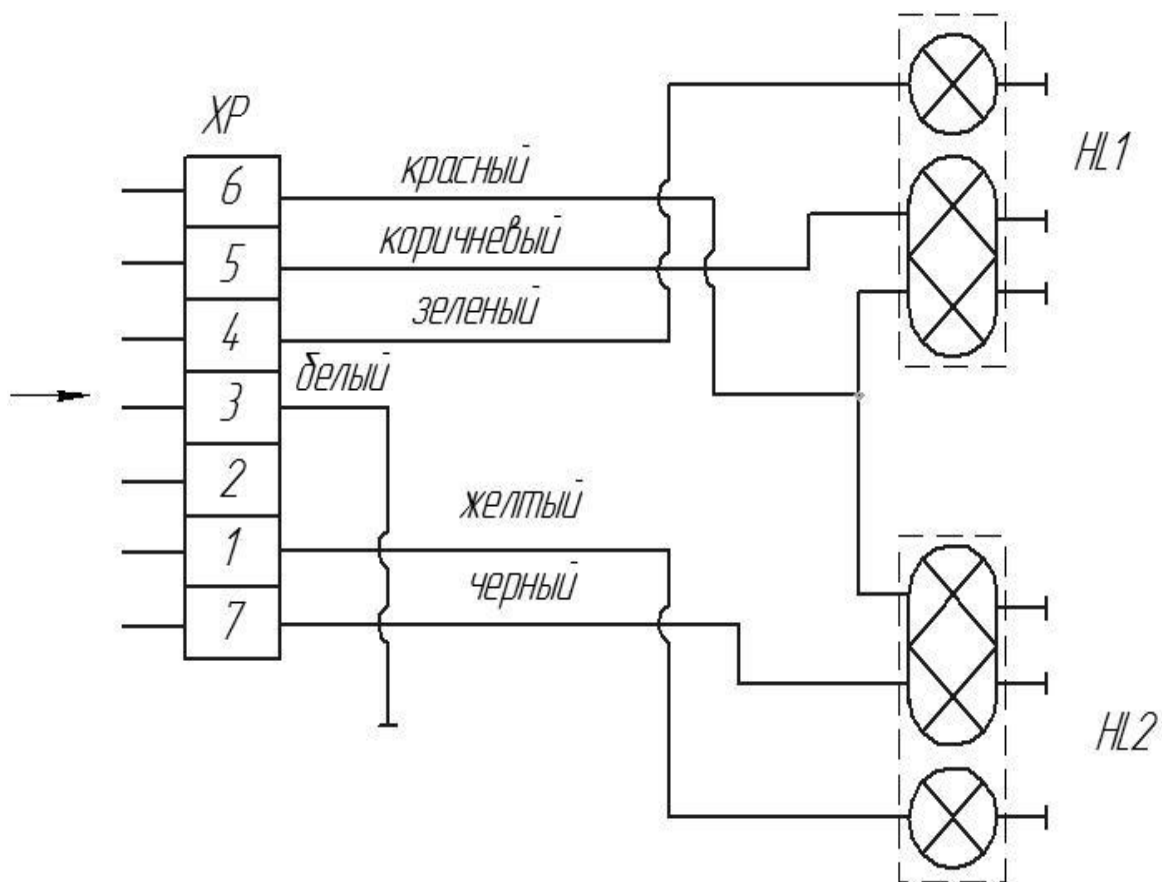 XP
6
красный
5
коричневый
4
зеленый
3
белый
2
1
желтый
7
черный
HL1
HL2